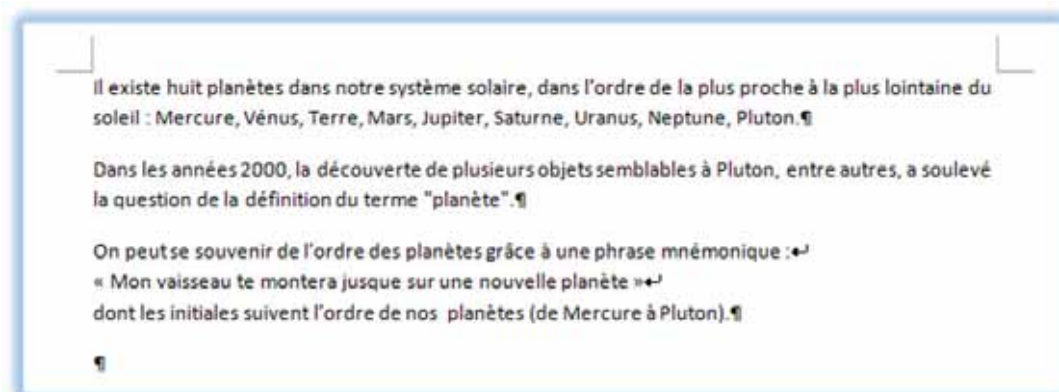 Il existe huit planètes dans notre système solaire, dans l'ordre de la plus proche à la plus lointaine du
soleil : Mercure, Vénus, Terre, Mars, Jupiter, Saturne, Uranus, Neptune, Pluton.¶
Dans les années 2000, la découverte de plusieurs objets semblables à Pluton, entre autres, a soulevé
la question de la définition du terme "planète".¶
On peut se souvenir de l'ordre des planètes grâce à une phrase mnémonique :↵
« Mon vaisseau te montera jusque sur une nouvelle planète »↵
dont les initiales suivent l'ordre de nos  planètes (de Mercure à Pluton).¶
¶